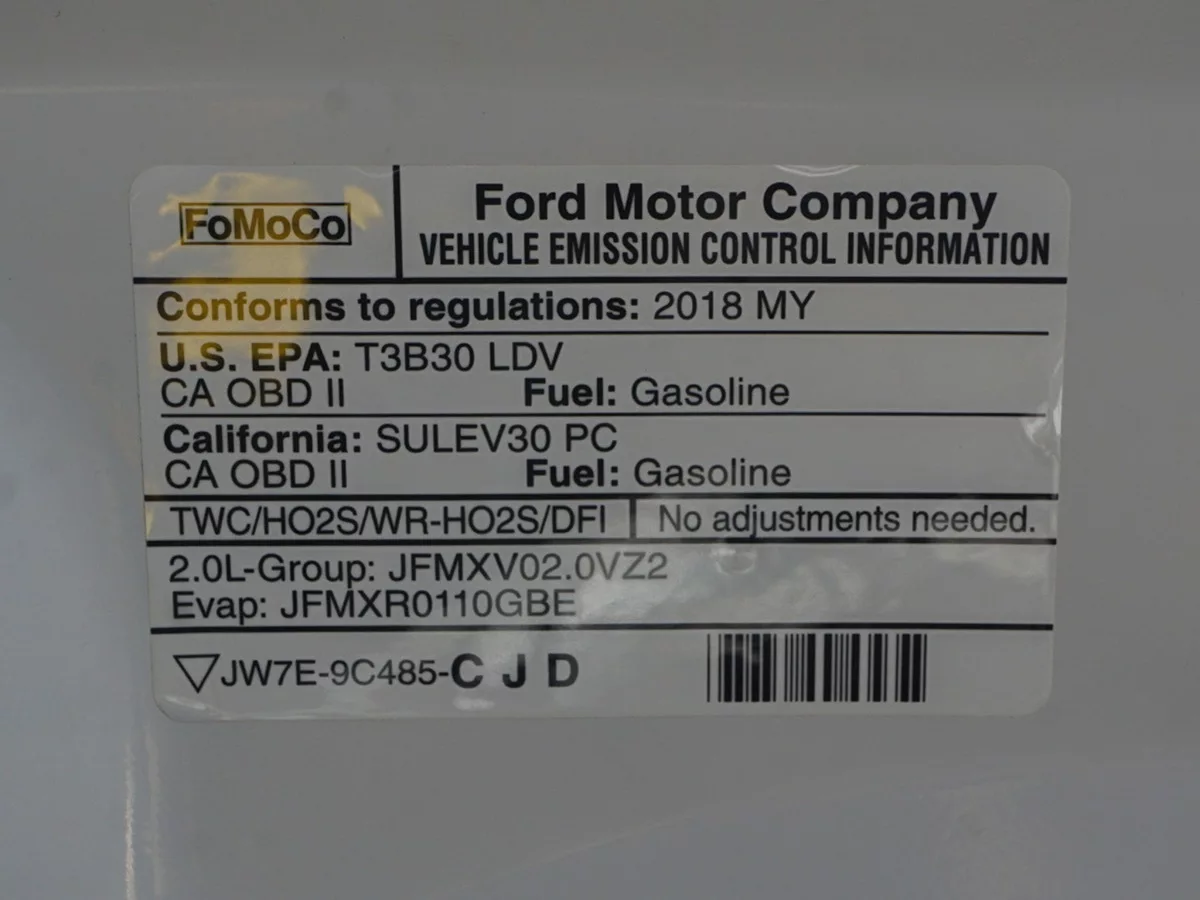 FoMoCo
Ford Motor Company
VEHICLE EMISSION CONTROL INFORMATION
Conforms to regulations: 2018 MY
U.S. EPA: T3B30 LDV
CA OBD II Fuel: Gasoline
California: SULEV30 PC
CA OBD II Fuel: Gasoline
TWC/HO2S/WR-HO2S/DFI No adjustments needed.
2.0L-Group: JFMXV02.0VZ2
Evap: JFMXR0110GBE
JW7E-9C485-C J D